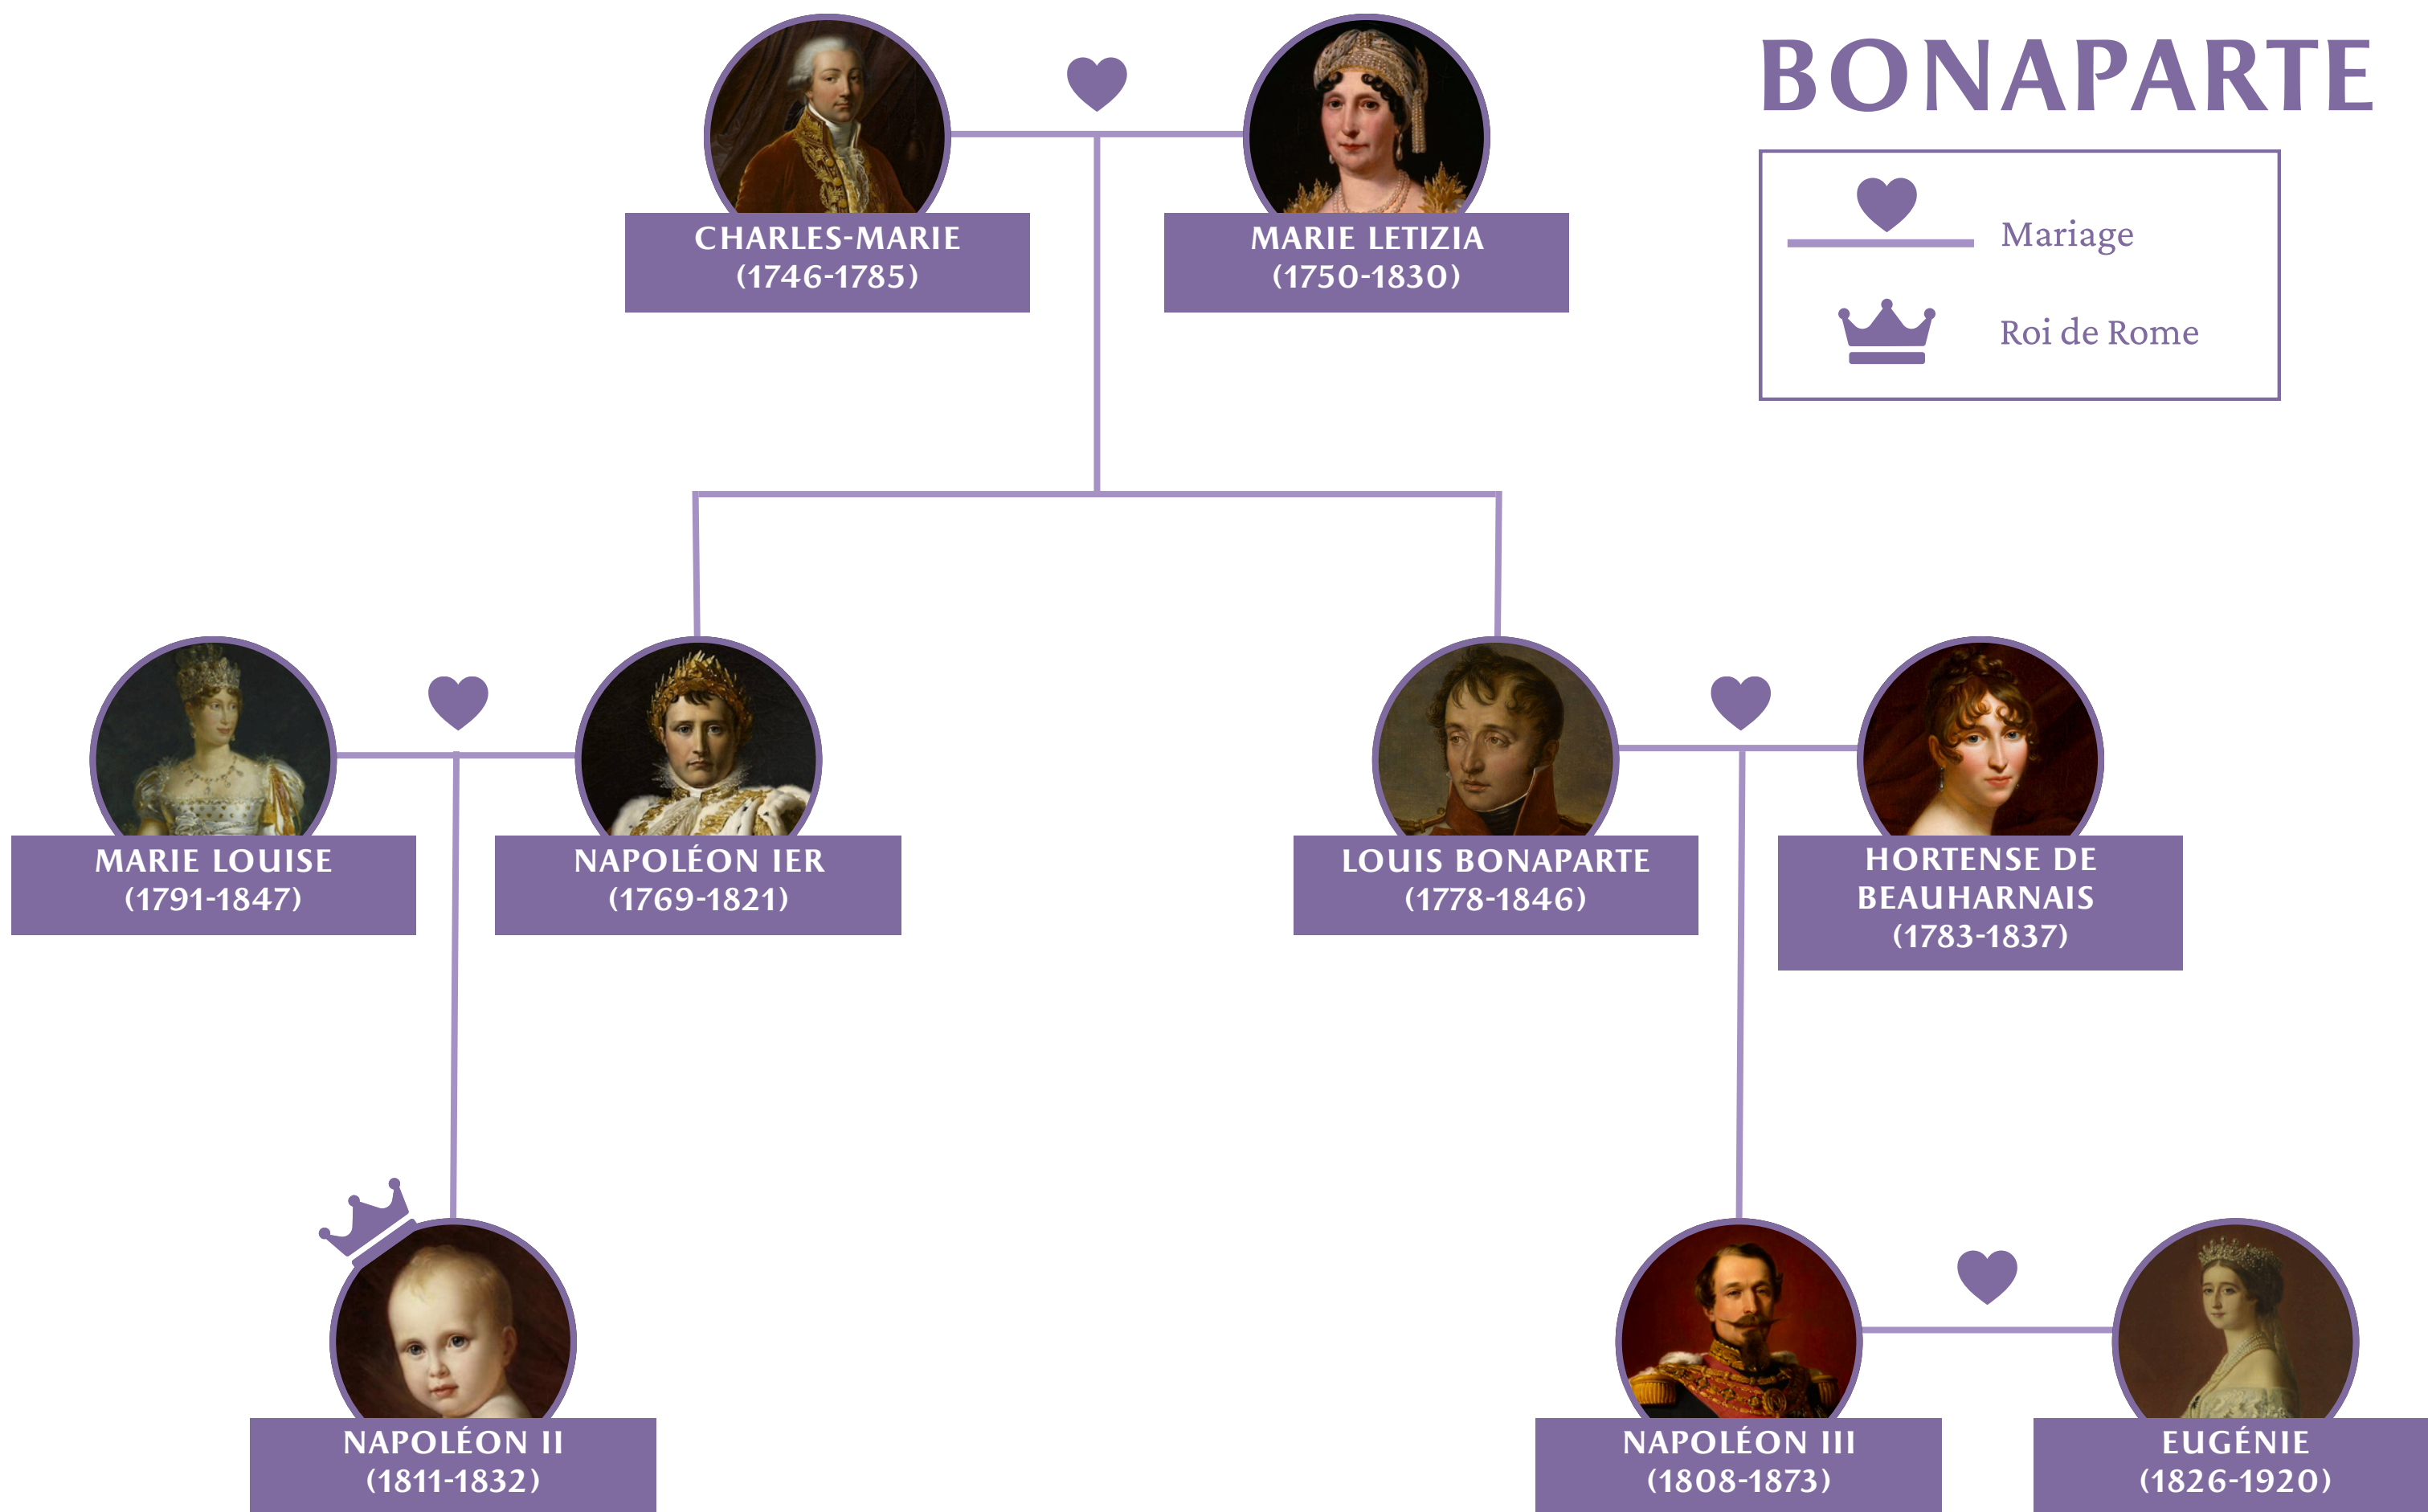 BONAPARTE
Mariage
Roi de Rome
CHARLES-MARIE
(1746-1785)
MARIE LETIZIA
(1750-1830)
MARIE LOUISE
(1791-1847)
NAPOLÉON IER
(1769-1821)
LOUIS BONAPARTE
(1778-1846)
HORTENSE DE
BEAUHARNAIS
(1783-1837)
NAPOLÉON II
(1811-1832)
NAPOLÉON III
(1808-1873)
EUGÉNIE
(1826-1920)